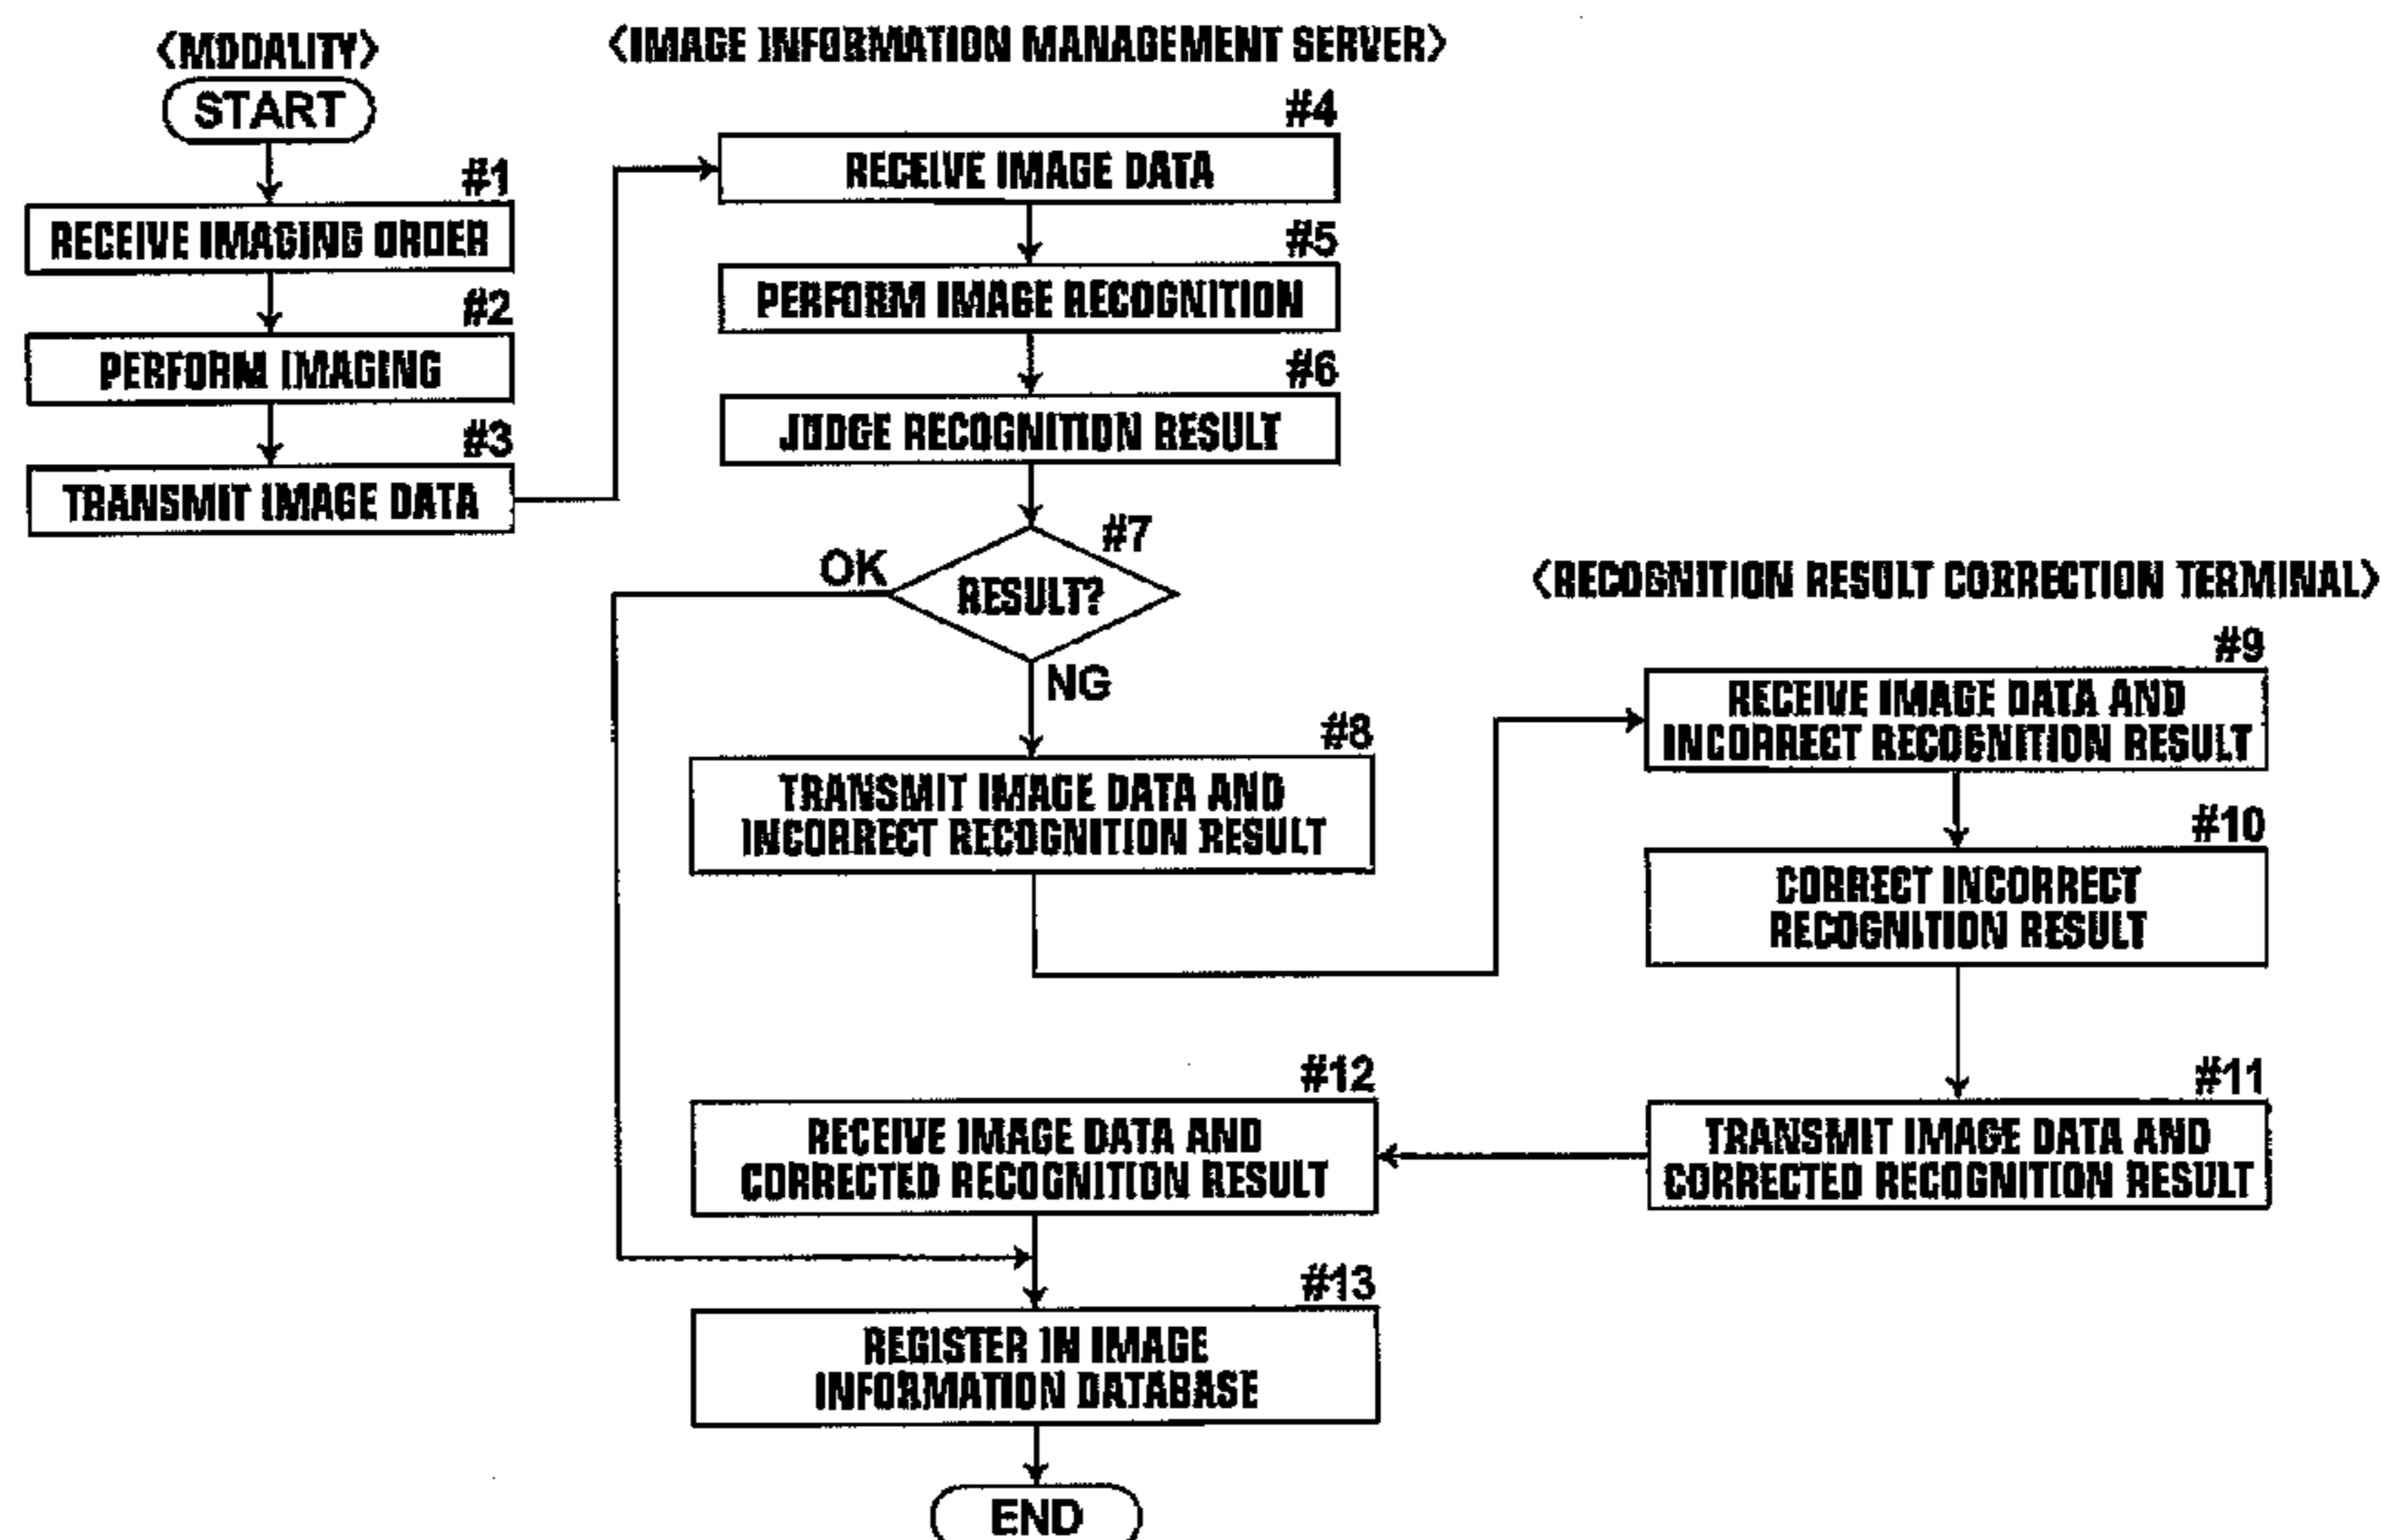 <MODALITY>
START
#1
RECEIVE IMAGING ORDER
#2
PERFORM IMAGING
#3
TRANSMIT IMAGE DATA
<IMAGE INFORMATION MANAGEMENT SERVER>
#4
RECEIVE IMAGE DATA
#5
PERFORM IMAGE RECOGNITION
#6
JUDGE RECOGNITION RESULT
#7
RESULT?
OK
NG
#8
TRANSMIT IMAGE DATA AND
INCORRECT RECOGNITION RESULT
<RECOGNITION RESULT CORRECTION TERMINAL>
#9
RECEIVE IMAGE DATA AND
INCORRECT RECOGNITION RESULT
#10
CORRECT INCORRECT
RECOGNITION RESULT
#11
TRANSMIT IMAGE DATA AND
CORRECTED RECOGNITION RESULT
#12
RECEIVE IMAGE DATA AND
CORRECTED RECOGNITION RESULT
#13
REGISTER IN IMAGE
INFORMATION DATABASE
END